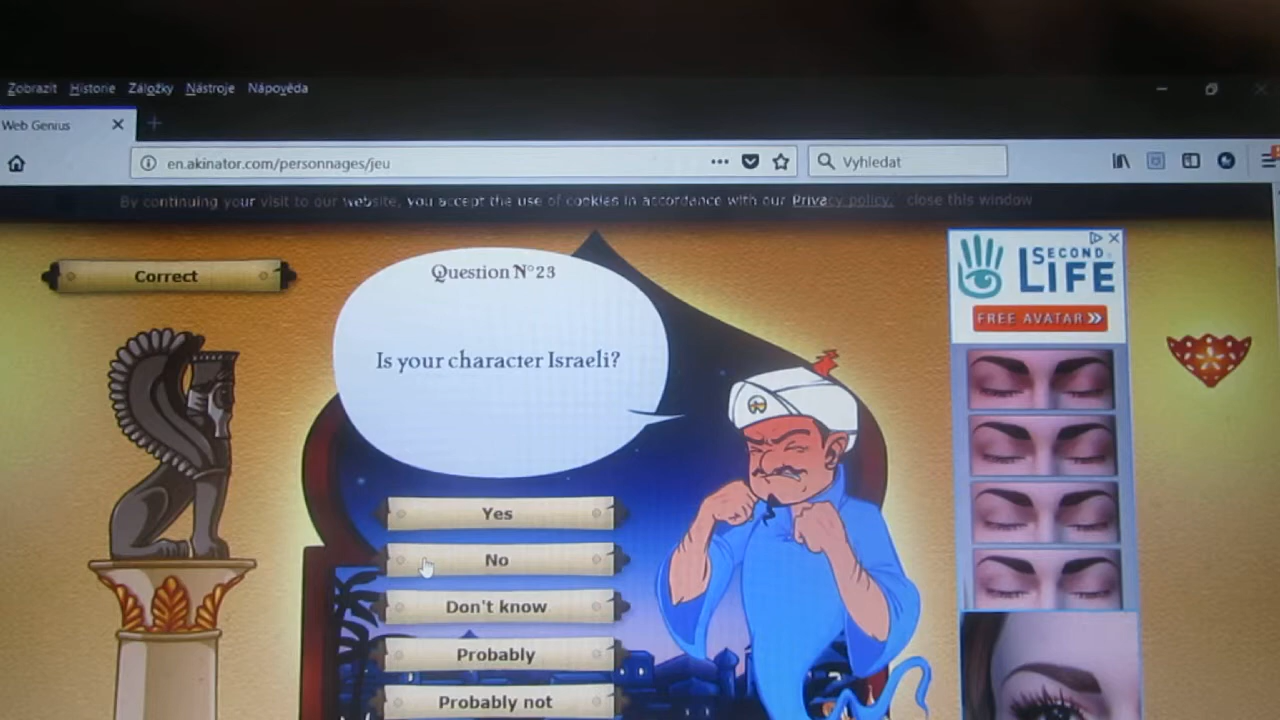 Zobrazit Historie Záložky Nástroje Nápověda
Web Genius
en.akinator.com/personnages/jeu
Vyhledat
By continuing your visit to our website, you accept the use of cookies in accordance with our Privacy policy. close this window
Correct
Question N°23
Is your character Israeli?
Yes
No
Don't know
Probably
Probably not
SECOND
LIFE
FREE AVATAR